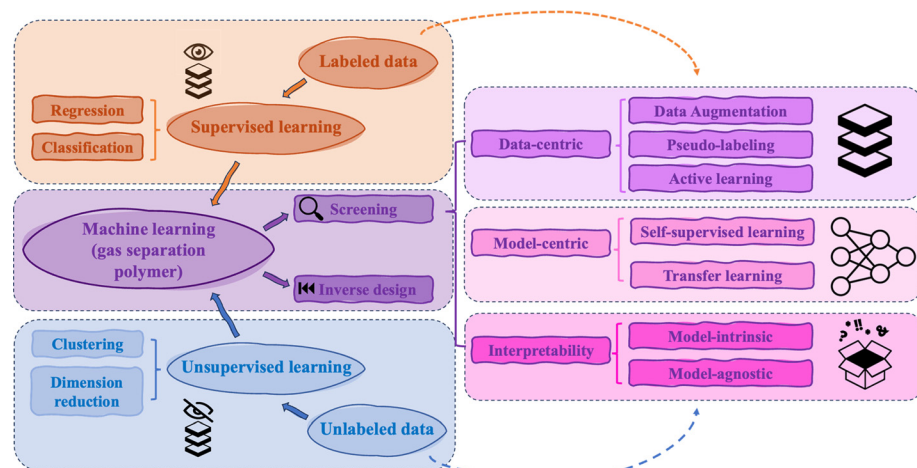 Labeled data
Regression
Supervised learning
Classification
Machine learning
(gas separation
polymer)
Screening
Inverse design
Clustering
Unsupervised learning
Dimension
reduction
Unlabeled data
Data Augmentation
Data-centric
Pseudo-labeling
Active learning
Self-supervised learning
Model-centric
Transfer learning
?*!!*&
Model-intrinsic
Interpretability
Model-agnostic